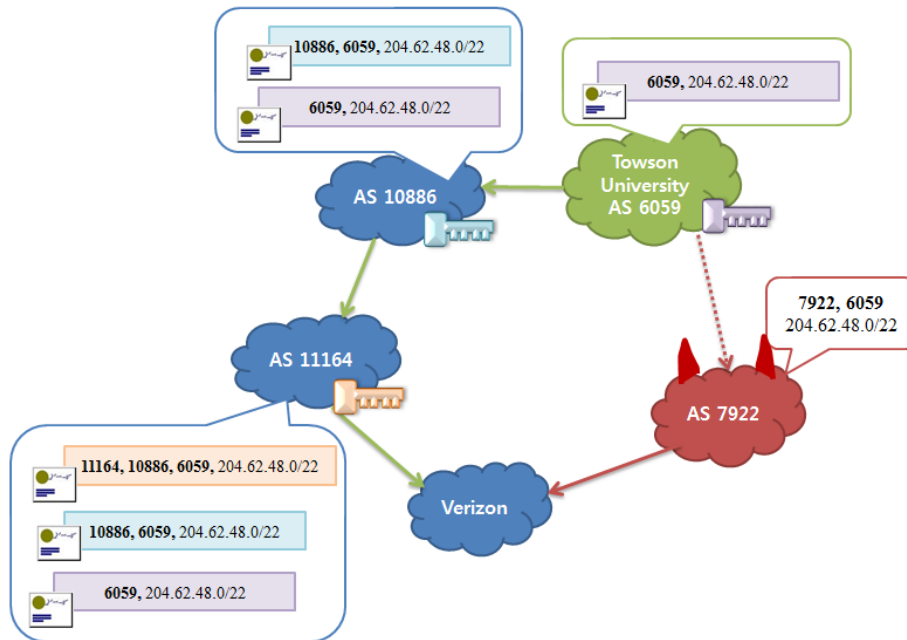 10886, 6059, 204.62.48.0/22
6059, 204.62.48.0/22
6059, 204.62.48.0/22
Towson
University
AS 6059
AS 10886
7922, 6059
204.62.48.0/22
AS 11164
AS 7922
11164, 10886, 6059, 204.62.48.0/22
10886, 6059, 204.62.48.0/22
6059, 204.62.48.0/22
Verizon